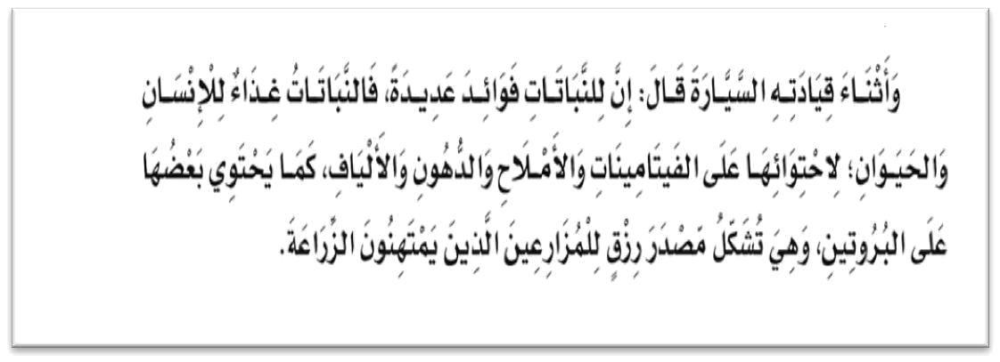 وَأَثْنَاءَ قِيَادَتِهِ السَّيَّارَةَ قَالَ: إِنَّ لِلنَّبَاتَاتِ فَوَائِدَ عَدِيدَةً، فَالنَّبَاتَاتُ غِذَاءٌ لِلْإِنْسَانِ
وَالحَيَوَانِ؛ لِاحْتِوَائِهَا عَلَى الفَيتَامِينَاتِ وَالأَمْلَاحِ وَالدُّهُونِ وَالأَلْيَافِ، كَمَا يَحْتَوِي بَعْضُهَا
عَلَى البُرُوتِينِ، وَهِيَ تُشَكِّلُ مَصْدَرَ رِزْقٍ لِلْمُزَارِعِينَ الَّذِينَ يَمْتَهِنُونَ الزِّرَاعَةَ.